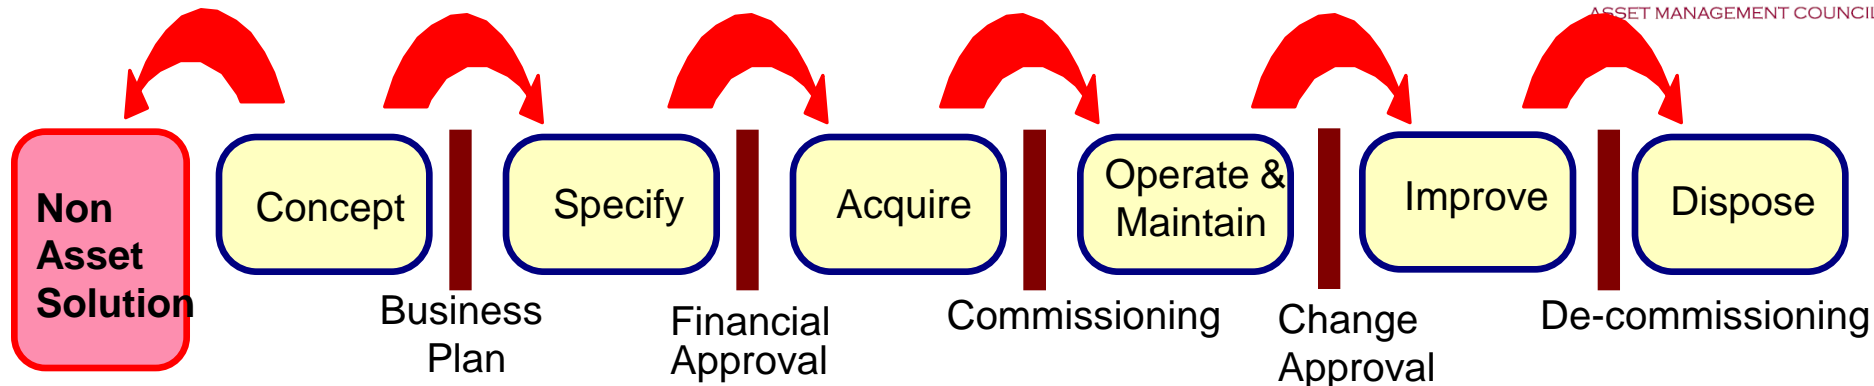 ASSET MANAGEMENT COUNCIL
Non
Asset
Solution
Concept
Specify
Acquire
Operate &
Maintain
Improve
Dispose
Business
Plan
Financial
Approval
Commissioning
Change
Approval
De-commissioning